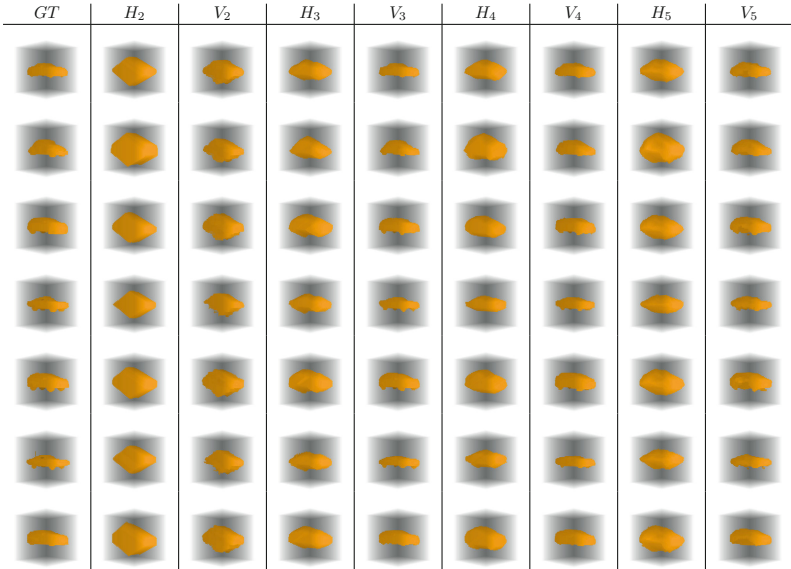 GT H₂ V₂ H₃ V₃ H₄ V₄ H₅ V₅